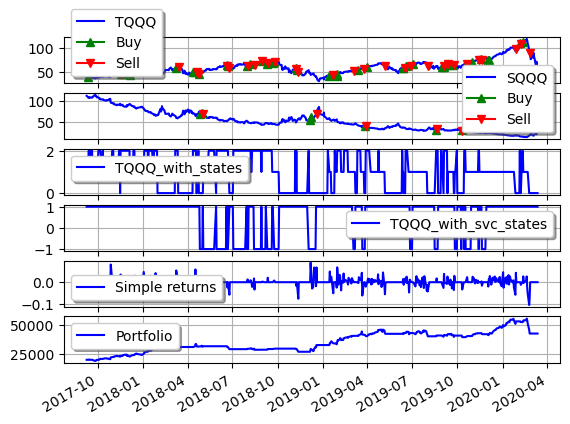 TQQQ
Buy
Sell
100
50
SQQQ
Buy
Sell
100
50
2
0
TQQQ_with_states
1
0
−1
TQQQ_with_svc_states
0.0
−0.1
Simple returns
50000
25000
Portfolio
2017-10
2018-01
2018-04
2018-07
2018-10
2019-01
2019-04
2019-07
2019-10
2020-01
2020-04